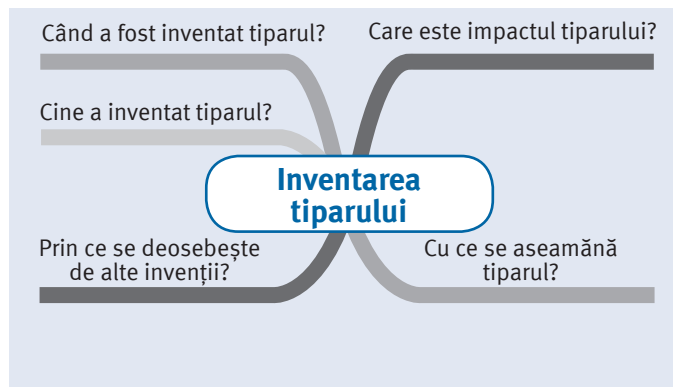 Când a fost inventat tiparul?
Care este impactul tiparului?
Cine a inventat tiparul?
Inventarea
tiparului
Prin ce se deosebește
de alte invenții?
Cu ce se aseamănă
tiparul?